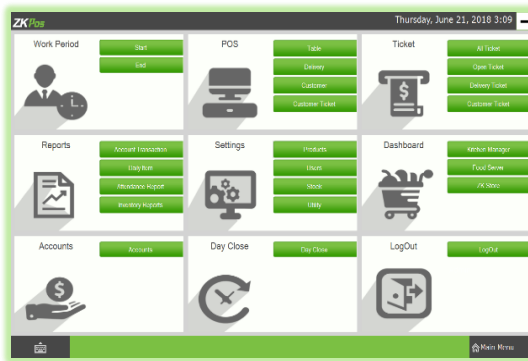 ZKPos
Thursday, June 21, 2018 3:09
Work Period
Start
End
POS
Table
Delivery
Customer
Customer Ticket
Ticket
All Ticket
Open Ticket
Delivery Ticket
Customer Ticket
Reports
Account Transaction
Daily Item
Attendance Report
Inventory Reports
Settings
Products
Users
Stock
Utility
Dashboard
Kitchen Manager
Food Server
ZK Store
Accounts
Accounts
Day Close
Day Close
LogOut
LogOut
Main Menu